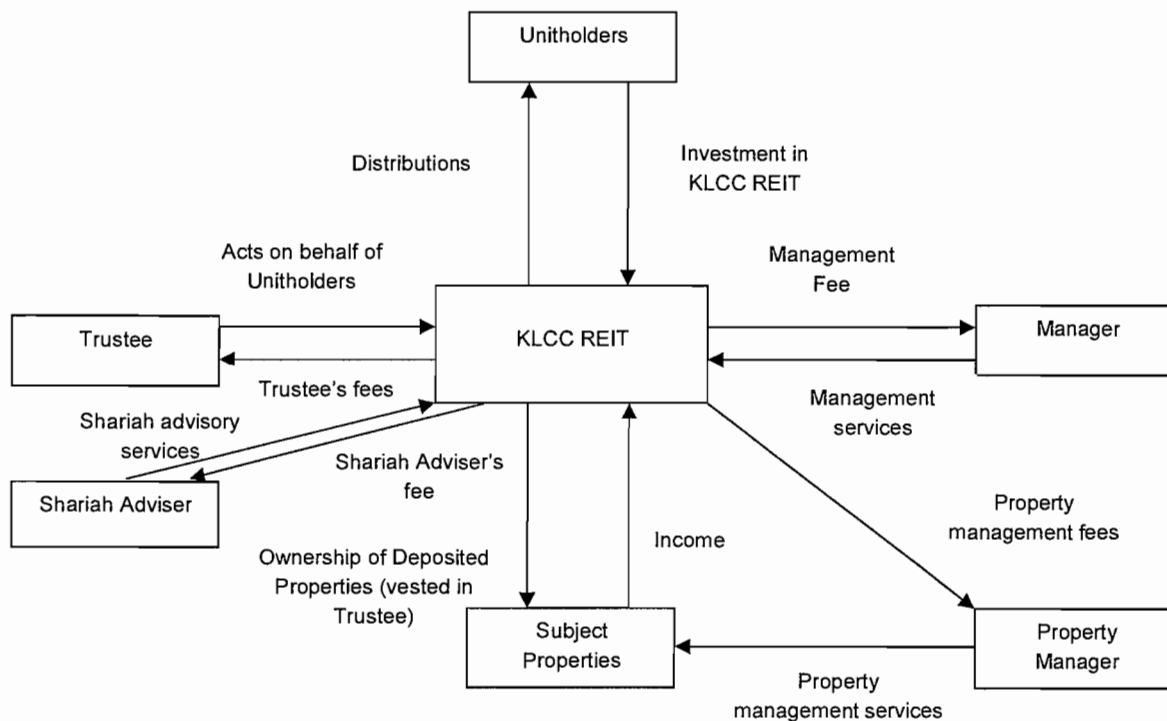 Unitholders
Distributions
Investment in
KLCC REIT
Acts on behalf of
Unitholders
Management
Fee
Trustee
KLCC REIT
Manager
Trustee's fees
Management
services
Shariah advisory
services
Shariah Adviser's
fee
Shariah Adviser
Property
management fees
Income
Ownership of Deposited
Properties (vested in
Trustee)
Subject
Properties
Property
Manager
Property
management services